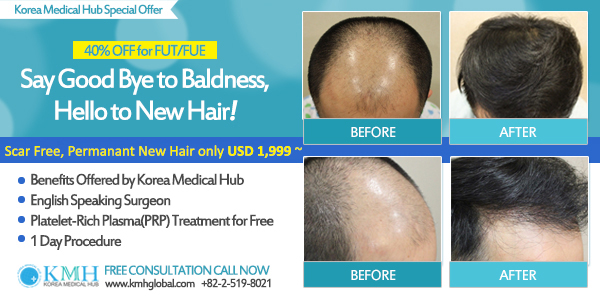 Korea Medical Hub Special Offer
40% OFF for FUT/FUE
Say Good Bye to Baldness,
Hello to New Hair!
Scar Free, Permanant New Hair only USD 1,999 ~
Benefits Offered by Korea Medical Hub
English Speaking Surgeon
Platelet-Rich Plasma(PRP) Treatment for Free
1 Day Procedure
KMH
KOREA MEDICAL HUB
FREE CONSULTATION CALL NOW
www.kmhglobal.com +82-2-519-8021
BEFORE
AFTER
BEFORE
AFTER